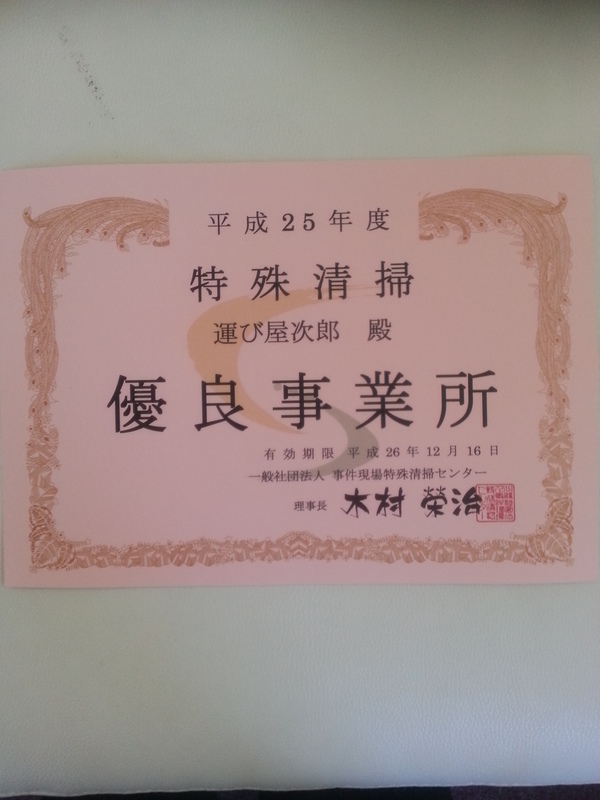 平成25年度
特殊清掃
運び屋次郎 殿
優良事業所
有効期限 平成26年12月16日
一般社団法人 事件現場特殊清掃センター
理事長 木村 榮治